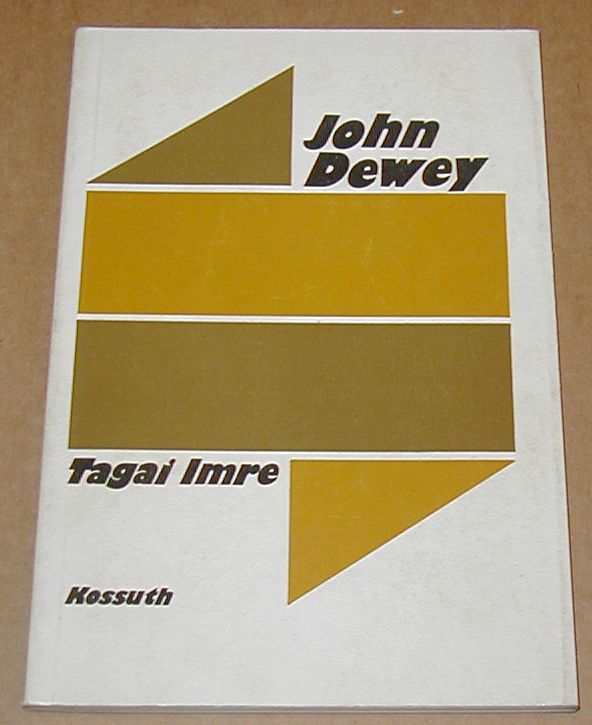 John
Dewey
Tagai Imre
Kossuth